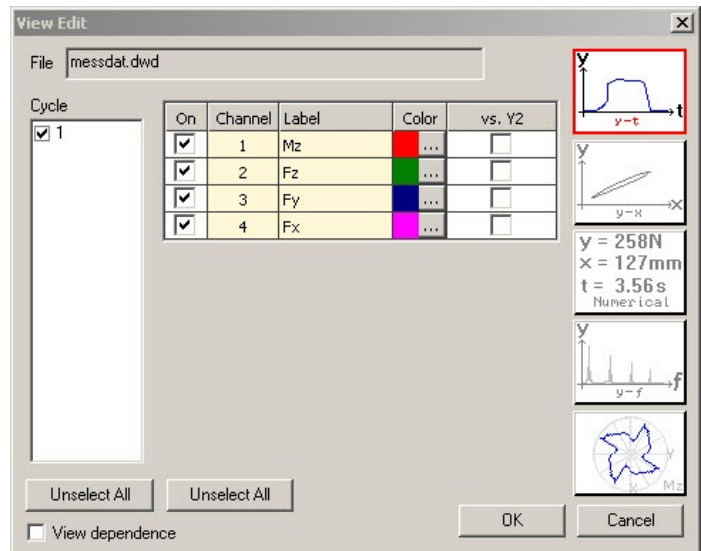 View Edit
File messdat.dwd
Cycle
1
On Channel Label Color vs. Y2
1 Mz ...
2 Fz ...
3 Fy ...
4 Fx ...
Unselect All Unselect All
View dependence
y
t
y-t
y
x
y-x
y = 258N
x = 127mm
t = 3.56s
Numerical
y
f
y-f
Y
X
Mz
OK Cancel